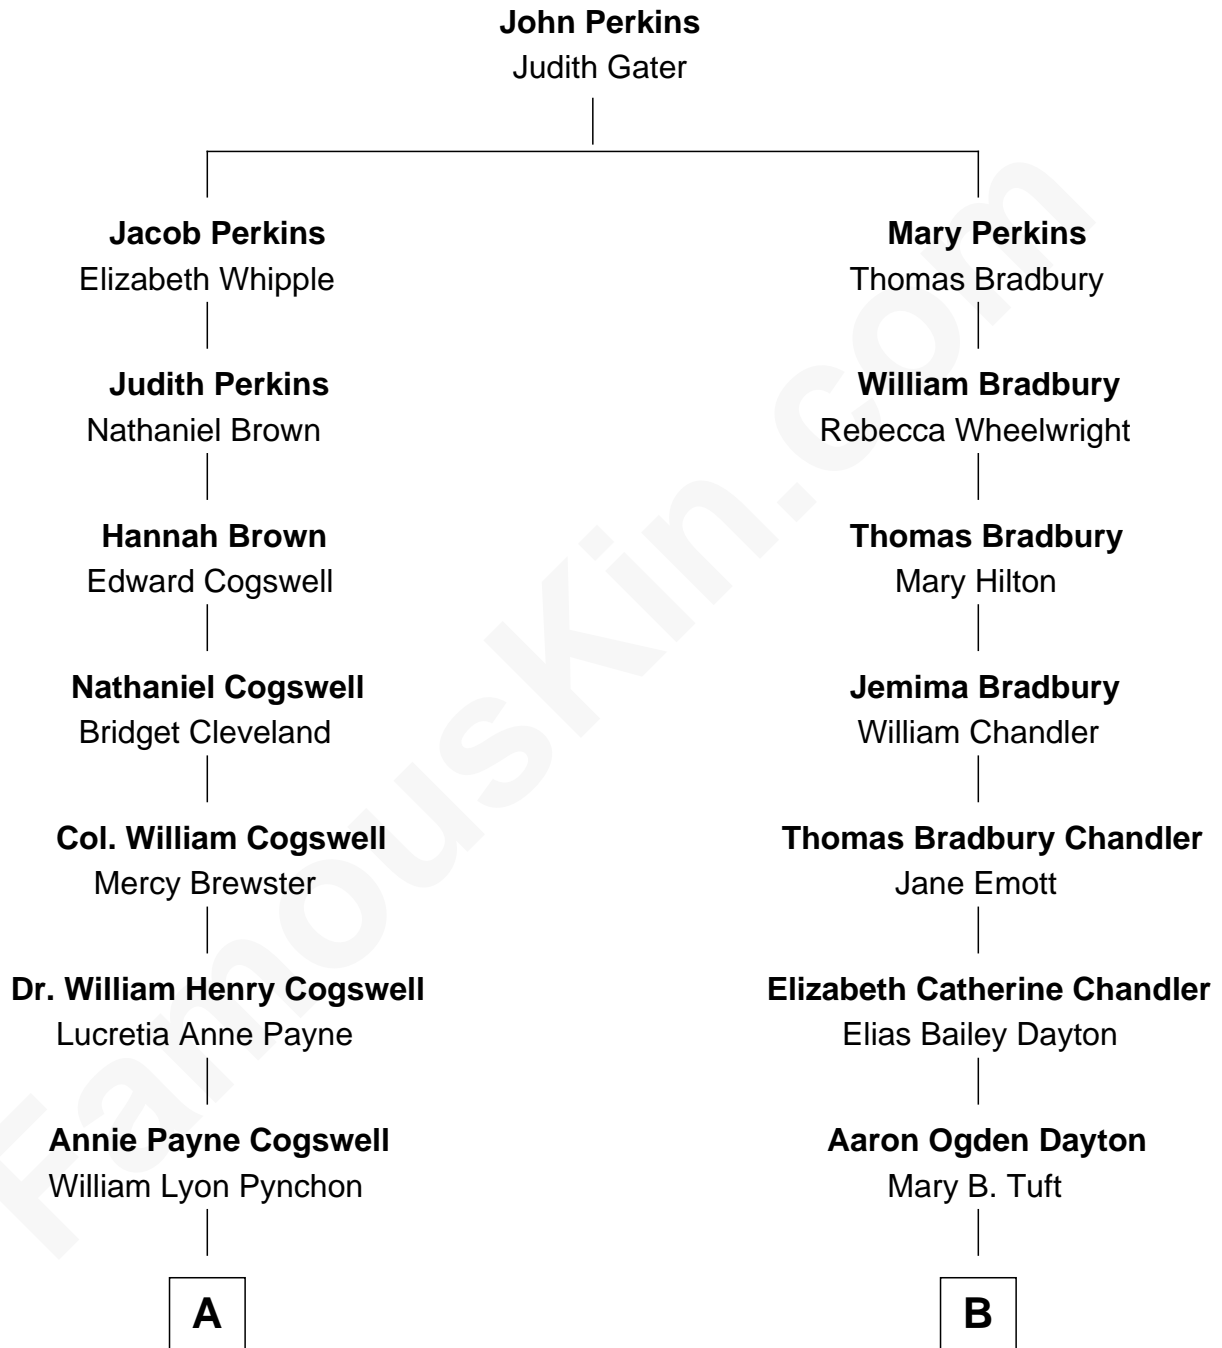 John Perkins
Judith Gater
Jacob Perkins
Elizabeth Whipple
Mary Perkins
Thomas Bradbury
Judith Perkins
Nathaniel Brown
William Bradbury
Rebecca Wheelwright
Hannah Brown
Edward Cogswell
Thomas Bradbury
Mary Hilton
Nathaniel Cogswell
Bridget Cleveland
Jemima Bradbury
William Chandler
Col. William Cogswell
Mercy Brewster
Thomas Bradbury Chandler
Jane Emott
Dr. William Henry Cogswell
Lucretia Anne Payne
Elizabeth Catherine Chandler
Elias Bailey Dayton
Annie Payne Cogswell
William Lyon Pynchon
Aaron Ogden Dayton
Mary B. Tuft
A
B
FamousKin.com